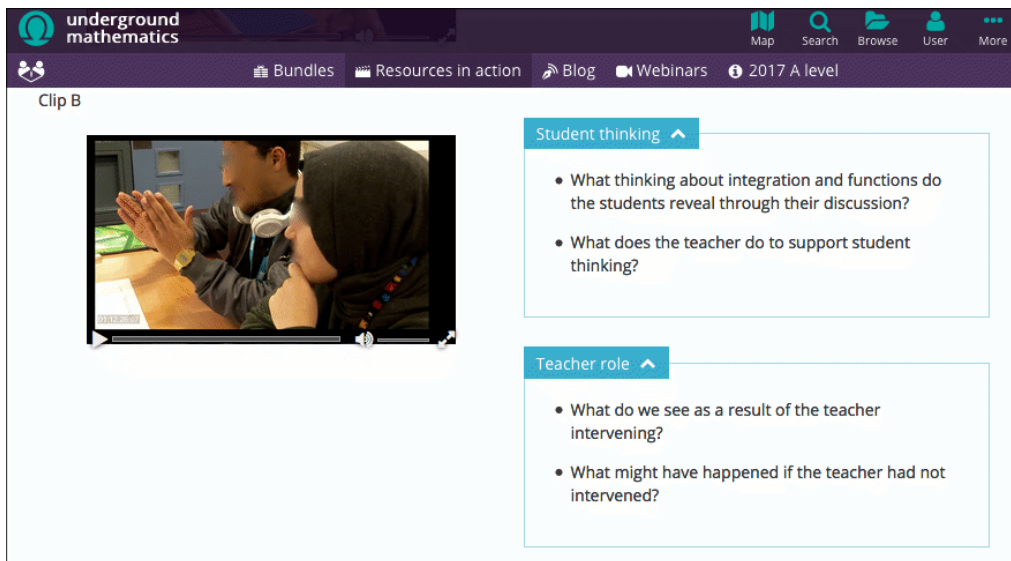 underground
mathematics
Map
Search
Browse
User
More
Bundles
Resources in action
Blog
Webinars
2017 A level
Clip B
Student thinking
• What thinking about integration and functions do
the students reveal through their discussion?
• What does the teacher do to support student
thinking?
Teacher role
• What do we see as a result of the teacher
intervening?
• What might have happened if the teacher had not
intervened?